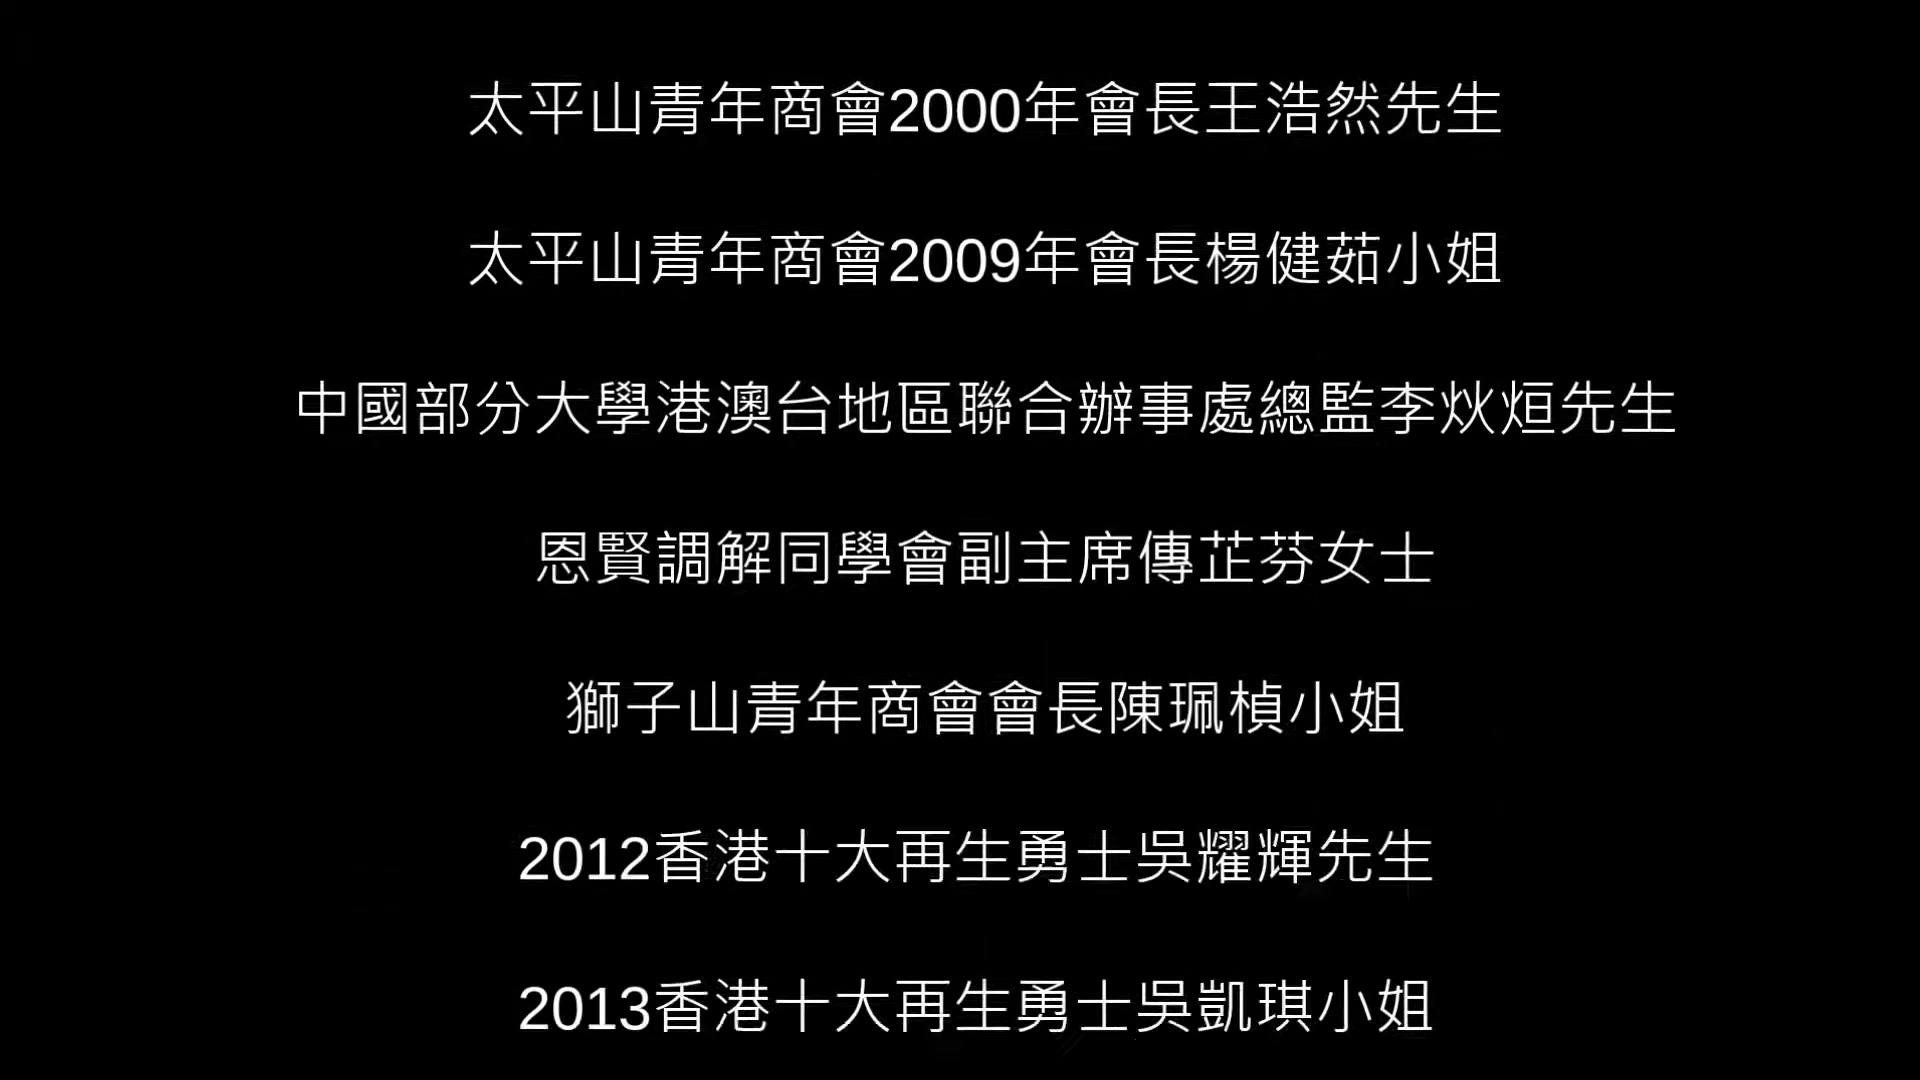 太平山青年商會2000年會長王浩然先生
太平山青年商會2009年會長楊健茹小姐
中國部分大學港澳台地區聯合辦事處總監李炏烜先生
恩賢調解同學會副主席傳芷芬女士
獅子山青年商會會長陳珮楨小姐
2012香港十大再生勇士吳耀輝先生
2013香港十大再生勇士吳凱琪小姐